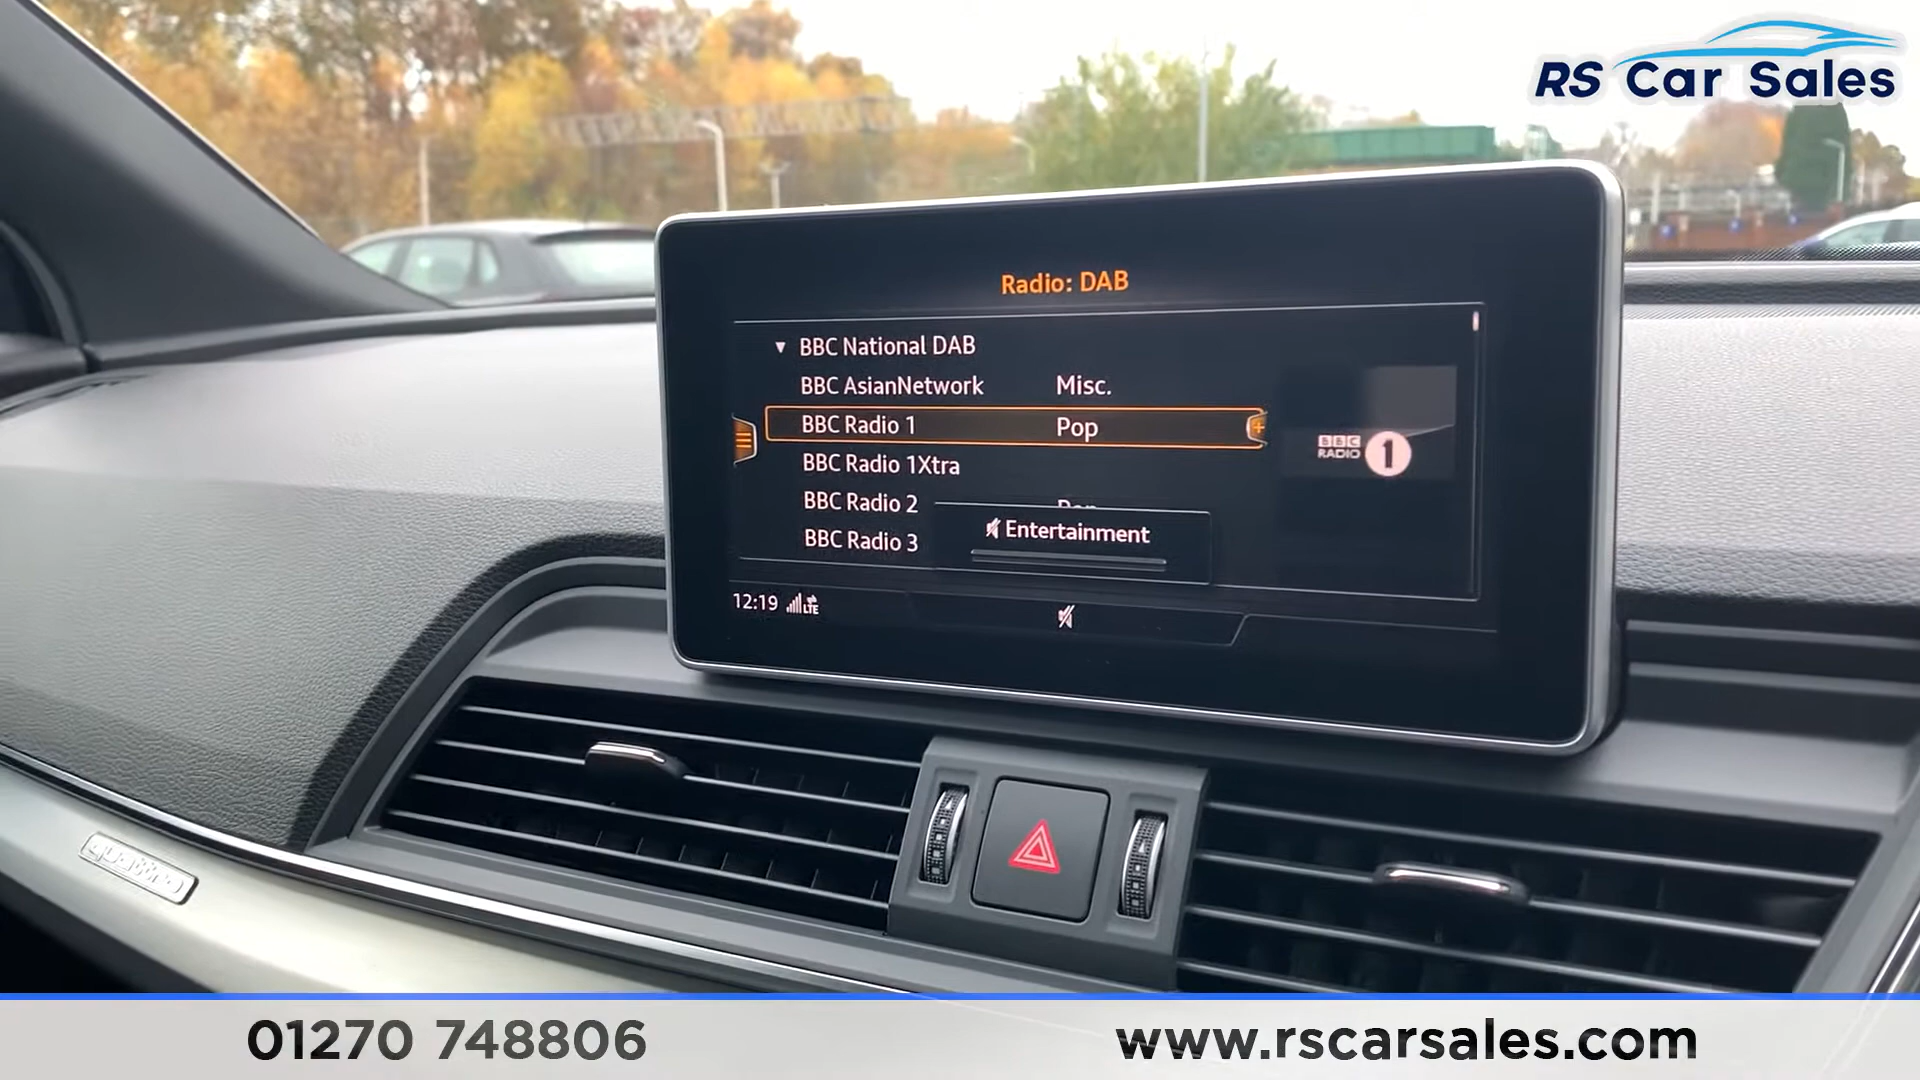 RS Car Sales
Radio: DAB
BBC National DAB
BBC AsianNetwork Misc.
BBC Radio 1 Pop
BBC Radio 1Xtra
BBC Radio 2
BBC Radio 3
Entertainment
BBC
RADIO 1
12:19 LTE
quattro
01270 748806
www.rscarsales.com